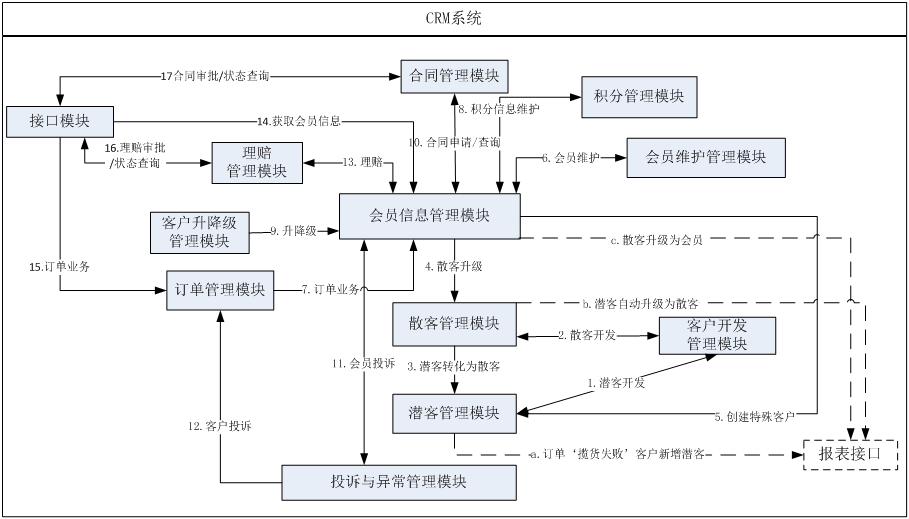 CRM系统
17合同审批/状态查询
合同管理模块
8.积分信息维护
积分管理模块
接口模块
14.获取会员信息
10.合同申请/查询
16.理赔审批
/状态查询
理赔
管理模块
13.理赔
6.会员维护
会员维护管理模块
客户升降级
管理模块
9.升降级
会员信息管理模块
c.散客升级为会员
15.订单业务
4.散客升级
订单管理模块
7.订单业务
b.潜客自动升级为散客
散客管理模块
2.散客开发
客户开发
管理模块
11.会员投诉
3.潜客转化为散客
1.潜客开发
12.客户投诉
潜客管理模块
5.创建特殊客户
a.订单‘揽货失败’客户新增潜客
报表接口
投诉与异常管理模块